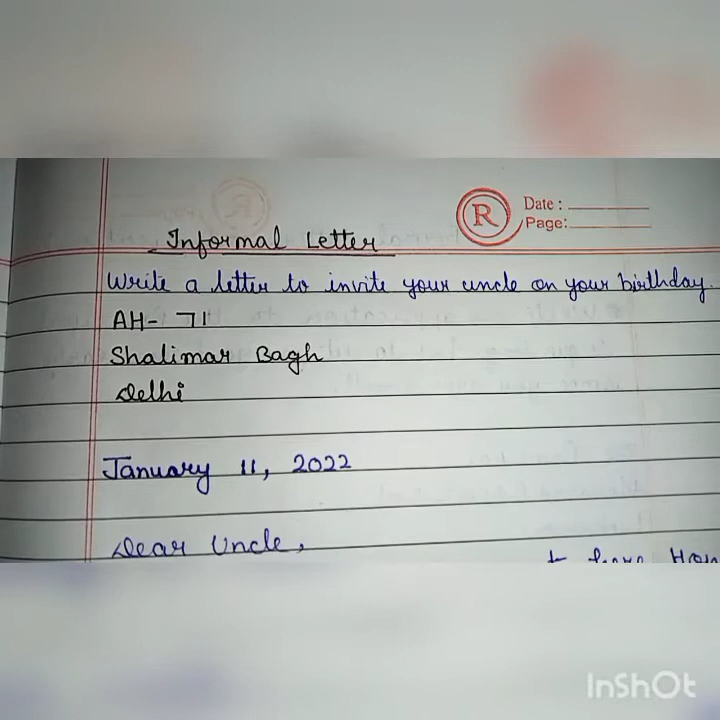 R
Date :
Page:
Informal Letter
Write a letter to invite your uncle on your birthday.
AH- 71
Shalimar Bagh
Delhi
January 11, 2022
Dear Uncle,
InShOt